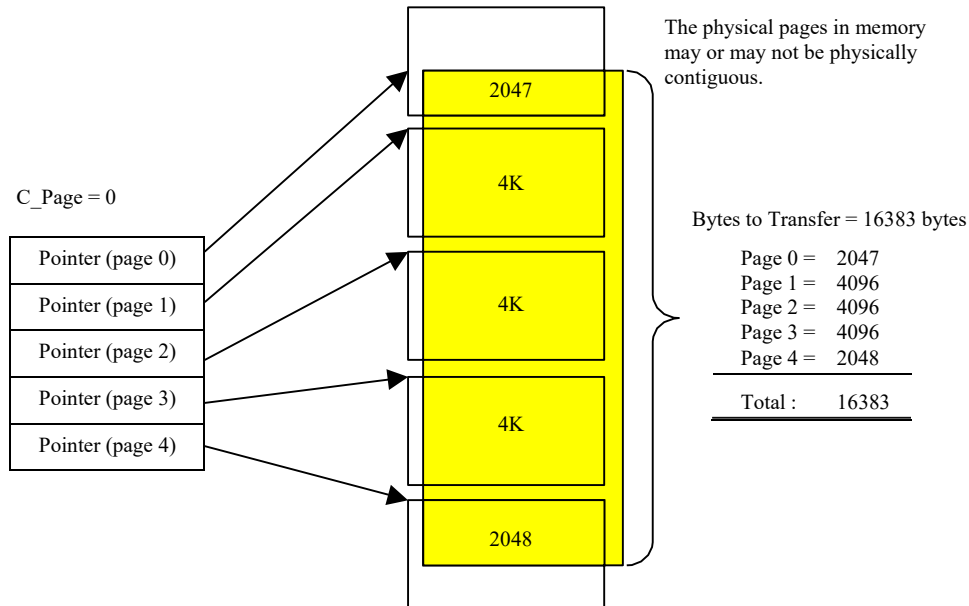 The physical pages in memory
may or may not be physically
contiguous.
2047
4K
C_Page = 0
Bytes to Transfer = 16383 bytes
Pointer (page 0)
Page 0 = 2047
Pointer (page 1)
Page 1 = 4096
4K
Page 2 = 4096
Pointer (page 2)
Page 3 = 4096
Page 4 = 2048
Pointer (page 3)
Total : 16383
4K
Pointer (page 4)
2048